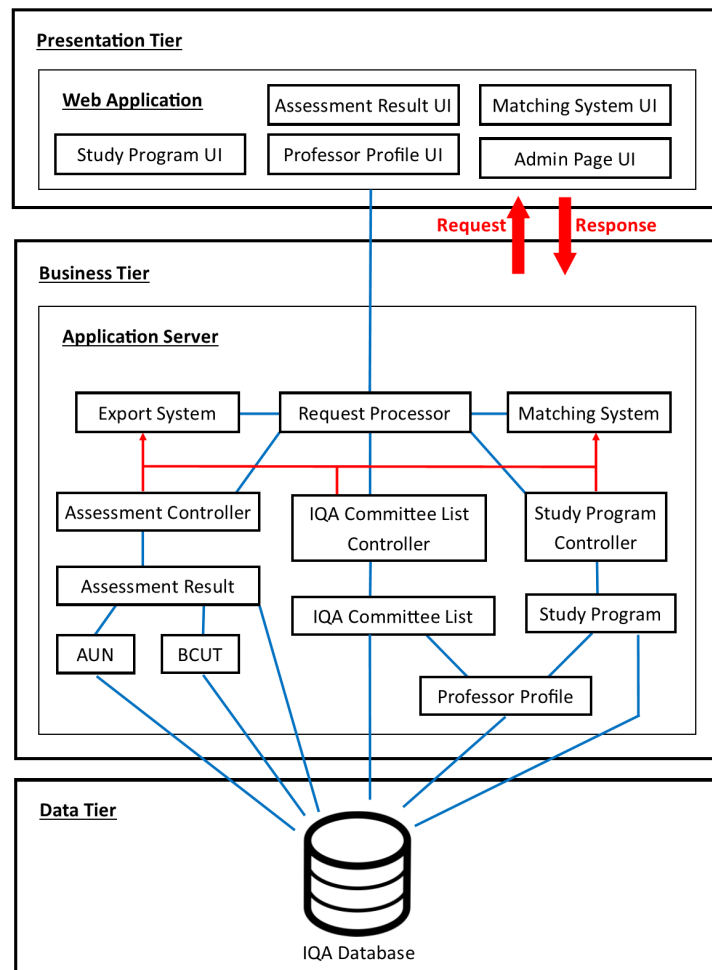 Presentation Tier
Web Application
Assessment Result UI
Matching System UI
Study Program UI
Professor Profile UI
Admin Page UI
Request
Response
Business Tier
Application Server
Export System
Request Processor
Matching System
Assessment Controller
IQA Committee List
Controller
Study Program
Controller
Assessment Result
IQA Committee List
Study Program
AUN
BCUT
Professor Profile
Data Tier
IQA Database